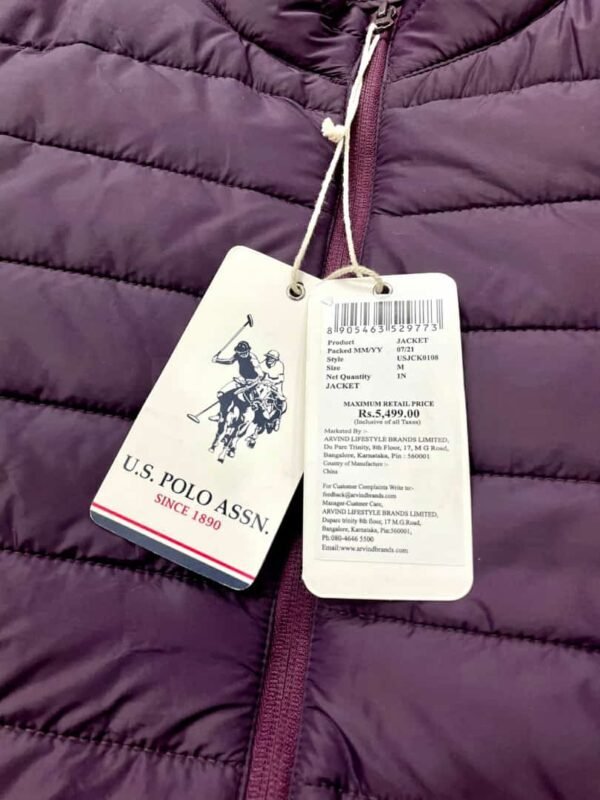 U.S. POLO ASSN.
SINCE 1890
8 905463 529773
Product JACKET
Packed MM/YY 07/21
Style USJCK0108
Size M
Net Quantity 1N
JACKET
MAXIMUM RETAIL PRICE
Rs.5,499.00
(Inclusive of all Taxes)
Marketed By :-
ARVIND LIFESTYLE BRANDS LIMITED,
Du Parc Trinity, 8th Floor, 17, M G Road,
Bangalore, Karnataka, Pin : 560001
Country of Manufacture :-
China
For Customer Complaints Write to:-
feedback@arvindbrands.com
Manager-Customer Care,
ARVIND LIFESTYLE BRANDS LIMITED,
Duparc trinity 8th floor, 17 M.G.Road,
Bangalore, Karnataka, Pin:560001,
Ph:080-4646 5500
Email:www.arvindbrands.com